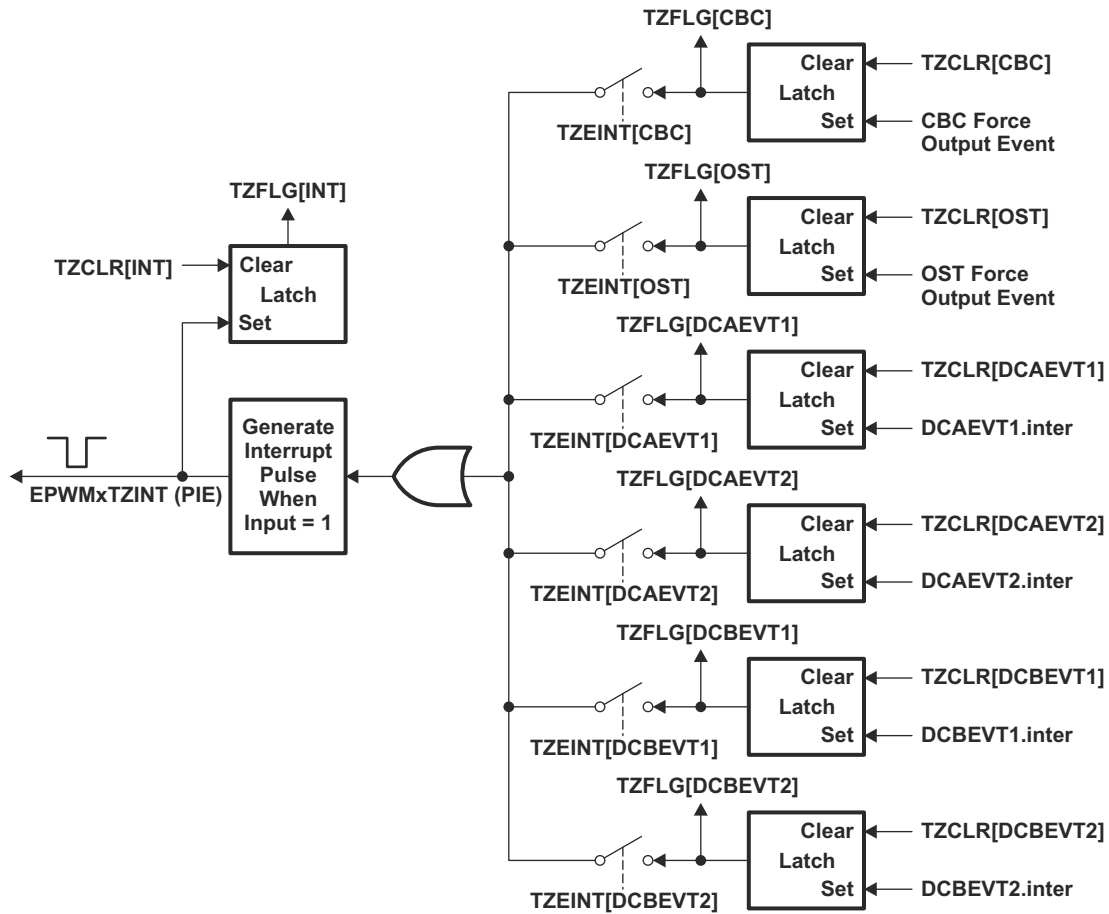 TZFLG[CBC]
Clear
Latch
Set
TZCLR[CBC]
CBC Force
Output Event
TZEINT[CBC]
TZFLG[OST]
Clear
Latch
Set
TZCLR[OST]
OST Force
Output Event
TZEINT[OST]
TZFLG[INT]
TZCLR[INT]
Clear
Latch
Set
TZFLG[DCAEVT1]
Clear
Latch
Set
TZCLR[DCAEVT1]
DCAEVT1.inter
TZEINT[DCAEVT1]
Generate
Interrupt
Pulse
When
Input = 1
EPWMxTZINT (PIE)
TZFLG[DCAEVT2]
Clear
Latch
Set
TZCLR[DCAEVT2]
DCAEVT2.inter
TZEINT[DCAEVT2]
TZFLG[DCBEVT1]
Clear
Latch
Set
TZCLR[DCBEVT1]
DCBEVT1.inter
TZEINT[DCBEVT1]
TZFLG[DCBEVT2]
Clear
Latch
Set
TZCLR[DCBEVT2]
DCBEVT2.inter
TZEINT[DCBEVT2]